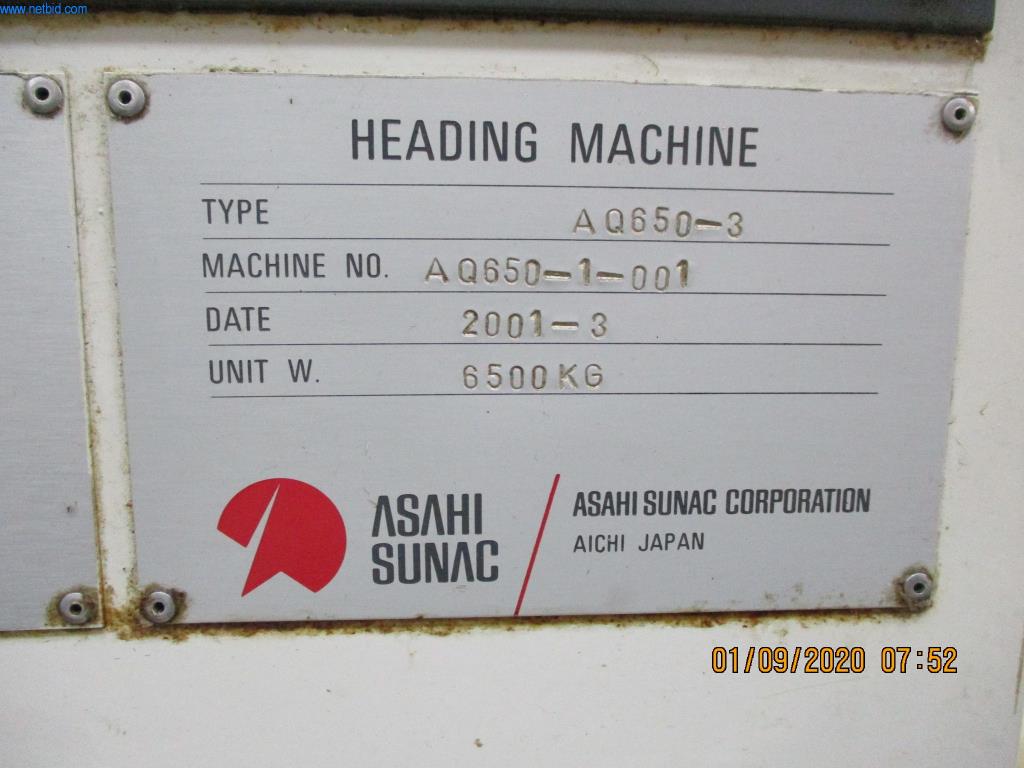 www.netbid.com
HEADING MACHINE
TYPE AQ650-3
MACHINE NO. AQ650-1-001
DATE 2001-3
UNIT W. 6500KG
ASAHI
SUNAC
ASAHI SUNAC CORPORATION
AICHI JAPAN
01/09/2020 07:52